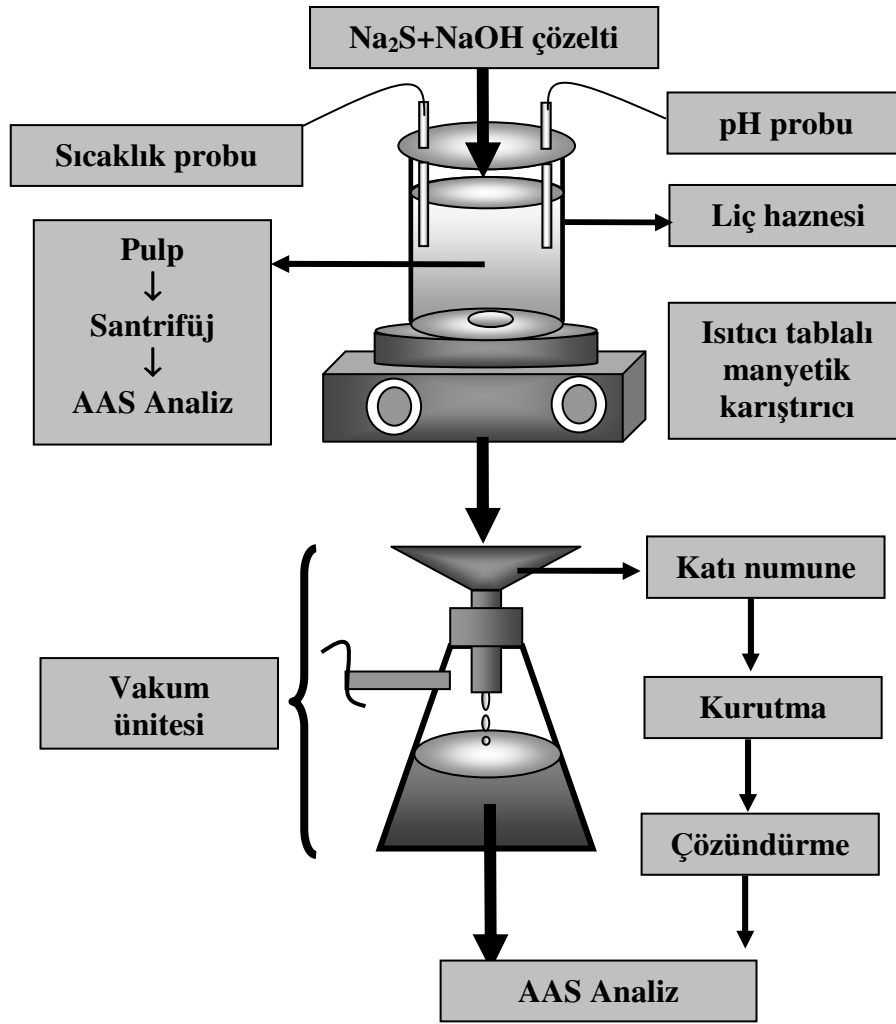 Na₂S+NaOH çözelti
Sıcaklık probu
pH probu
Liç haznesi
Pulp
↓
Santrifüj
↓
AAS Analiz
Isıtıcı tablalı
manyetik
karıştırıcı
Katı numune
Vakum
ünitesi
Kurutma
Çözündürme
AAS Analiz